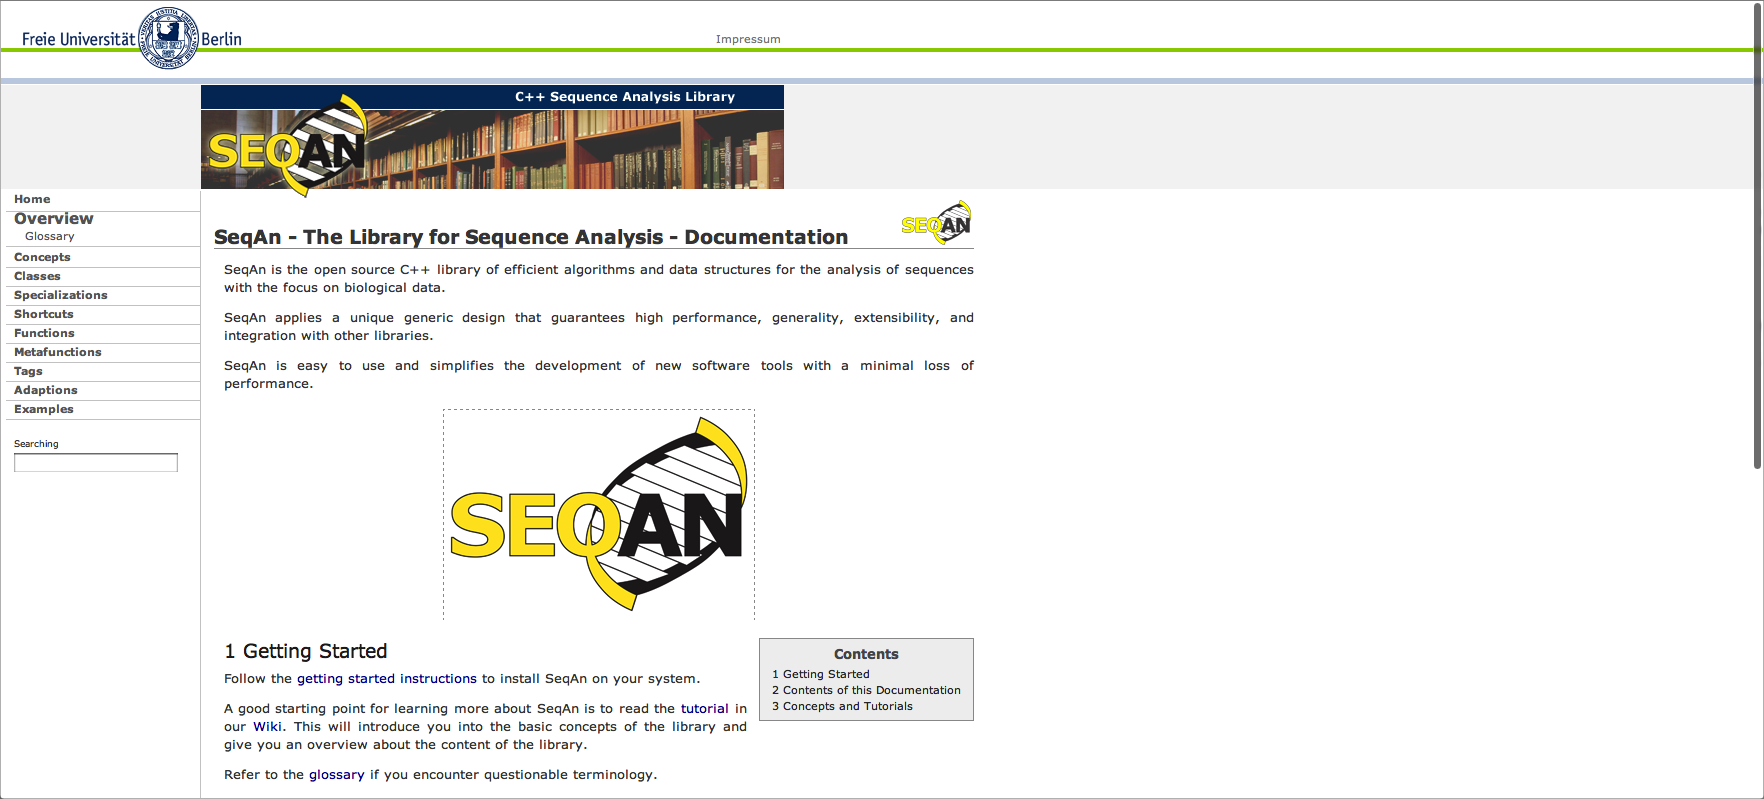 Freie Universität Berlin
Impressum
C++ Sequence Analysis Library
SEQAN
Home
Overview
Glossary
Concepts
Classes
Specializations
Shortcuts
Functions
Metafunctions
Tags
Adaptions
Examples
Searching
SEQAN
SeqAn - The Library for Sequence Analysis - Documentation
SeqAn is the open source C++ library of efficient algorithms and data structures for the analysis of sequences
with the focus on biological data.
SeqAn applies a unique generic design that guarantees high performance, generality, extensibility, and
integration with other libraries.
SeqAn is easy to use and simplifies the development of new software tools with a minimal loss of
performance.
SEQAN
1 Getting Started
Follow the getting started instructions to install SeqAn on your system.
A good starting point for learning more about SeqAn is to read the tutorial in
our Wiki. This will introduce you into the basic concepts of the library and
give you an overview about the content of the library.
Refer to the glossary if you encounter questionable terminology.
Contents
1 Getting Started
2 Contents of this Documentation
3 Concepts and Tutorials